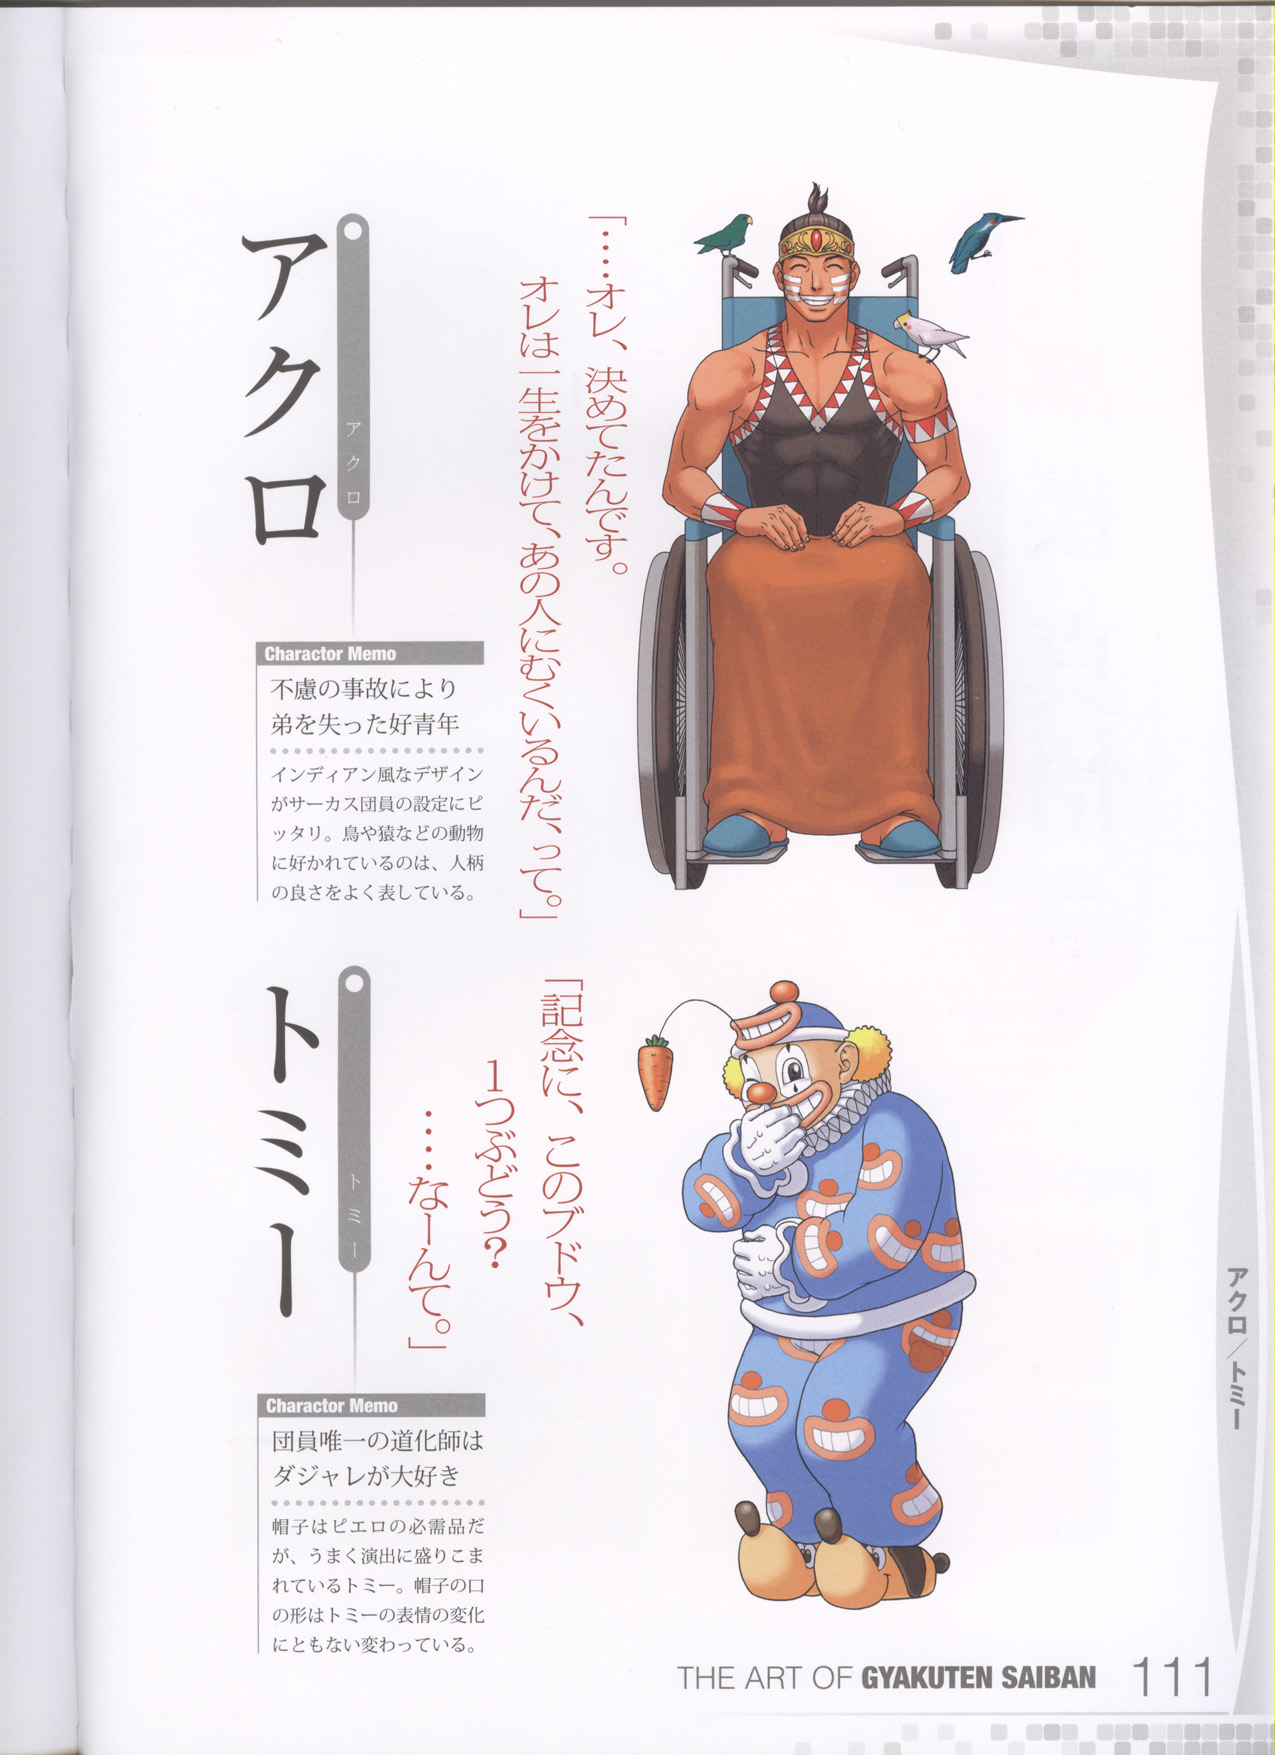 アクロ
アクロ
「‥‥オレ、決めてたんです。
オレは一生をかけて、あの人にむくいるんだ、って。」
Charactor Memo
不慮の事故により
弟を失った好青年
インディアン風なデザイン
がサーカス団員の設定にピ
ッタリ。鳥や猿などの動物
に好かれているのは、人柄
の良さをよく表している。
トミー
トミー
「記念に、このブドウ、
1つぶどう?
‥‥なーんて。」
Charactor Memo
団員唯一の道化師は
ダジャレが大好き
帽子はピエロの必需品だ
が、うまく演出に盛りこま
れているトミー。帽子の口
の形はトミーの表情の変化
にともない変わっている。
アクロ／トミー
THE ART OF GYAKUTEN SAIBAN 111